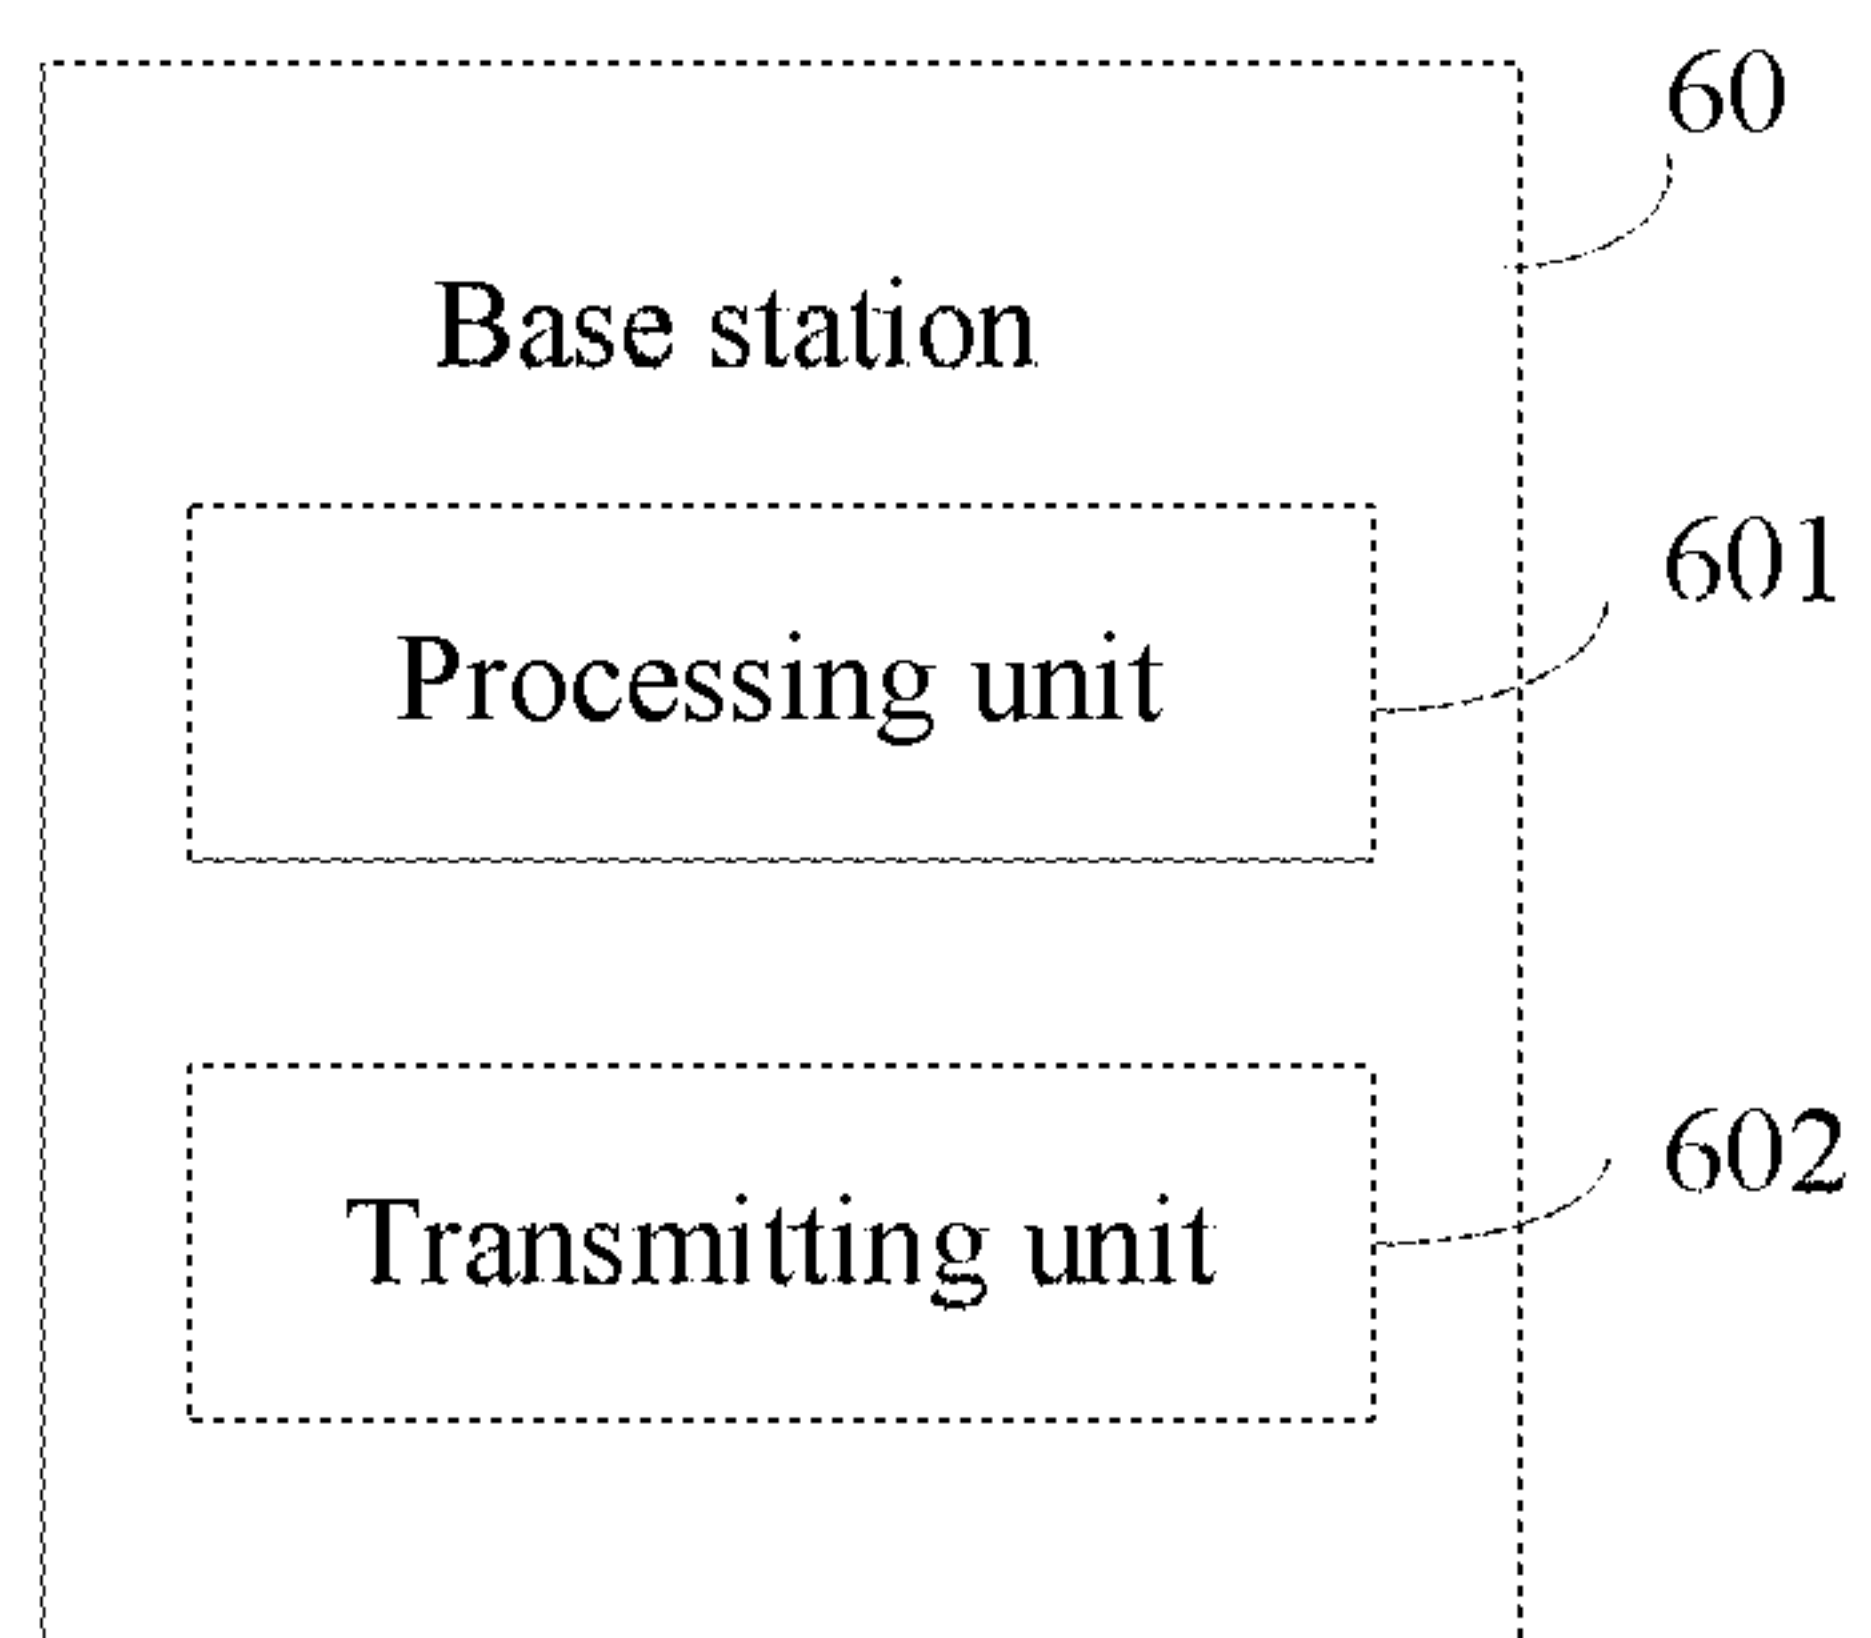 60
Base station
601
Processing unit
602
Transmitting unit